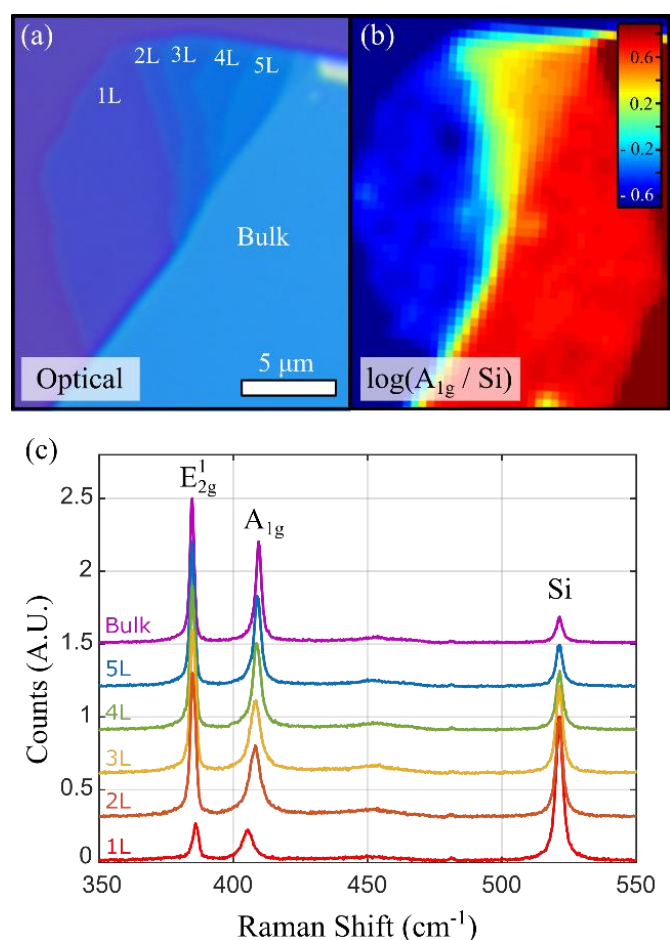 (a)
1L
2L
3L
4L
5L
Bulk
Optical
5 μm
(b)
0.6
0.2
- 0.2
- 0.6
log(A1g / Si)
(c)
E¹2g
A1g
Si
2.5
2
1.5
1
0.5
0
Counts (A.U.)
Bulk
5L
4L
3L
2L
1L
350
400
450
500
550
Raman Shift (cm⁻¹)